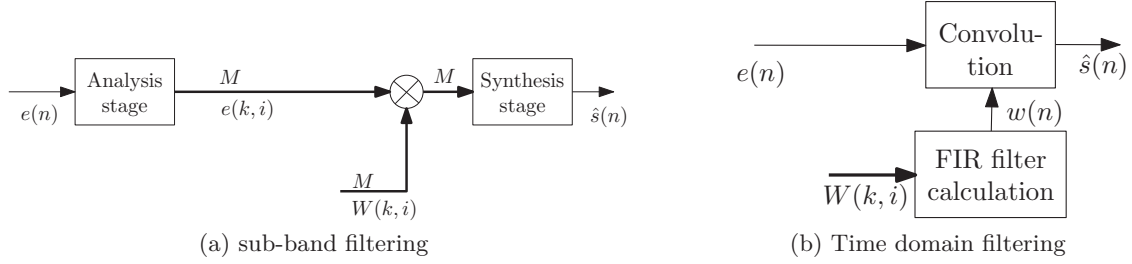 Analysis
stage
M
e(k, i)
e(n)
M
Synthesis
stage
ŝ(n)
M
W(k, i)
(a) sub-band filtering
Convolu-
tion
e(n)
ŝ(n)
w(n)
FIR filter
calculation
W(k, i)
(b) Time domain filtering